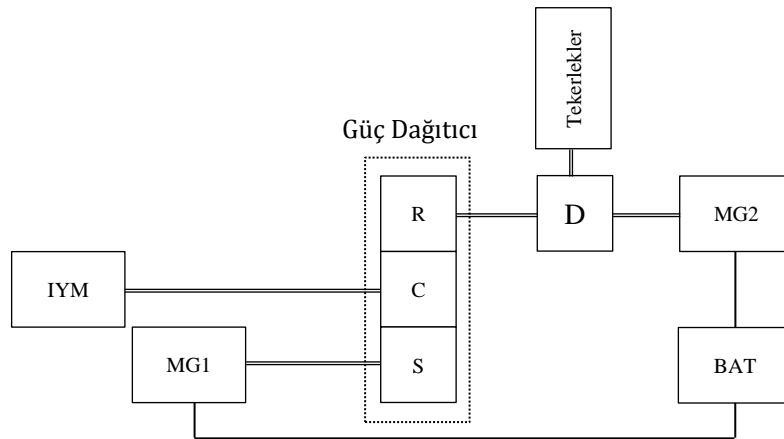 Tekerlekler
Güç Dağıtıcı
R
D
MG2
IYM
C
MG1
S
BAT